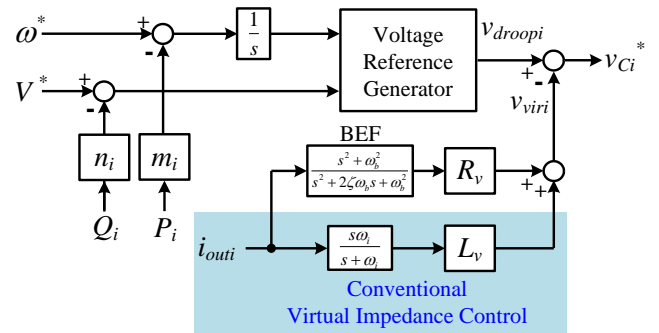 ω* + - 1/s Voltage Reference Generator v_droopi + - v_Ci*
V* + -
v_viri
n_i m_i
BEF
(s² + ω_b²)/(s² + 2ζω_b s + ω_b²) R_v + +
Q_i P_i
i_outi sω_i/(s + ω_i) L_v
Conventional
Virtual Impedance Control